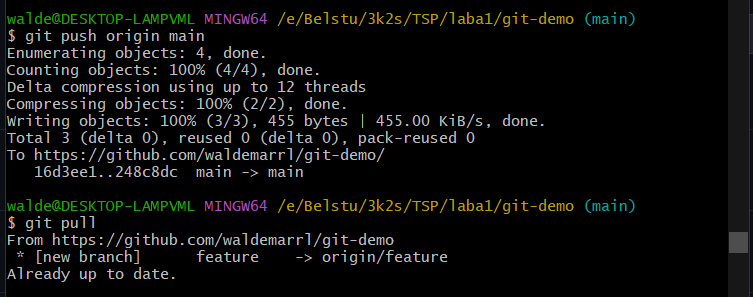 walde@DESKTOP-LAMPVML MINGW64 /e/Belstu/3k2s/TSP/laba1/git-demo (main)
$ git push origin main
Enumerating objects: 4, done.
Counting objects: 100% (4/4), done.
Delta compression using up to 12 threads
Compressing objects: 100% (2/2), done.
Writing objects: 100% (3/3), 455 bytes | 455.00 KiB/s, done.
Total 3 (delta 0), reused 0 (delta 0), pack-reused 0
To https://github.com/waldemarrl/git-demo/
   16d3ee1..248c8dc  main -> main
walde@DESKTOP-LAMPVML MINGW64 /e/Belstu/3k2s/TSP/laba1/git-demo (main)
$ git pull
From https://github.com/waldemarrl/git-demo
 * [new branch]      feature    -> origin/feature
Already up to date.